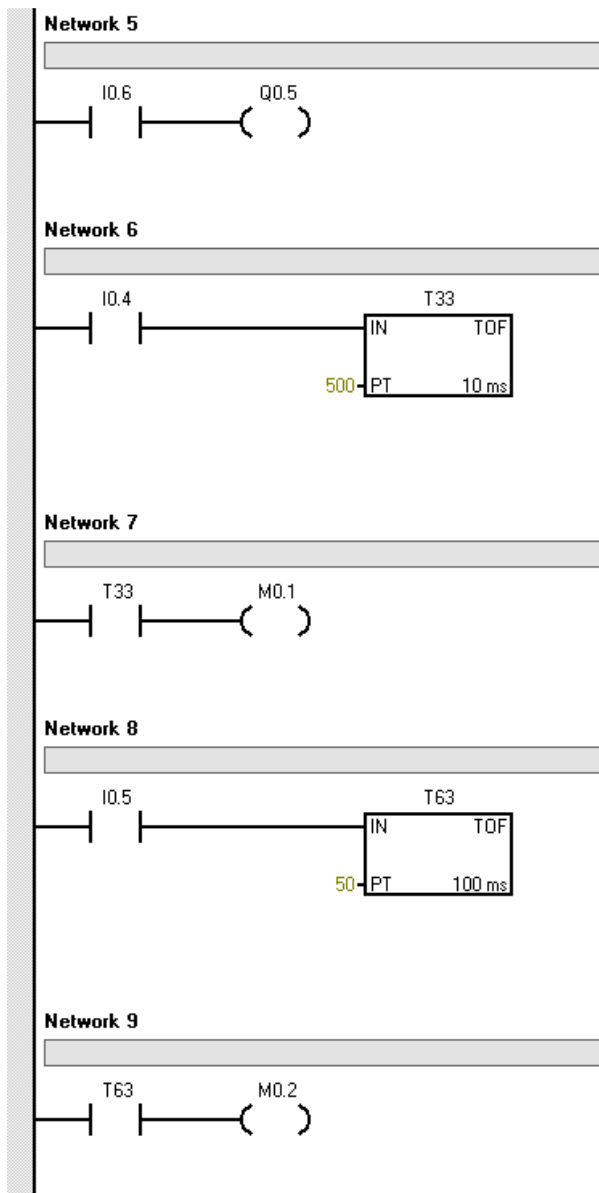 Network 5
I0.6 Q0.5
Network 6
I0.4 T33
IN TOF
500 PT 10 ms
Network 7
T33 M0.1
Network 8
I0.5 T63
IN TOF
50 PT 100 ms
Network 9
T63 M0.2